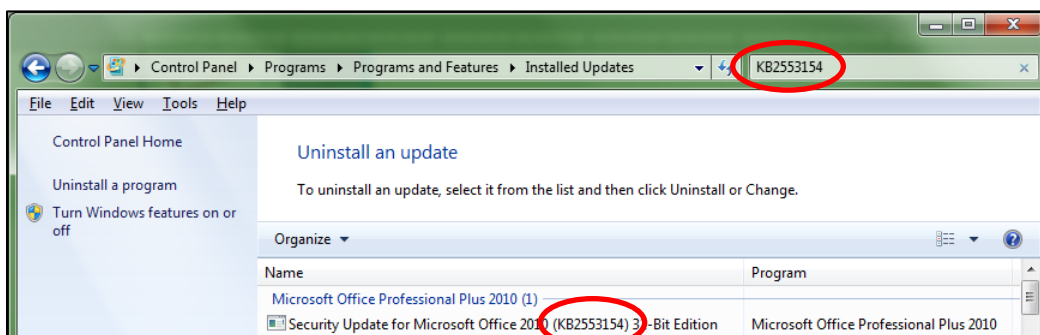 Control Panel Programs Programs and Features Installed Updates KB2553154
File Edit View Tools Help
Control Panel Home
Uninstall a program
Turn Windows features on or
off
Uninstall an update
To uninstall an update, select it from the list and then click Uninstall or Change.
Organize
Name Program
Microsoft Office Professional Plus 2010 (1)
Security Update for Microsoft Office 2010 (KB2553154) 32-Bit Edition Microsoft Office Professional Plus 2010